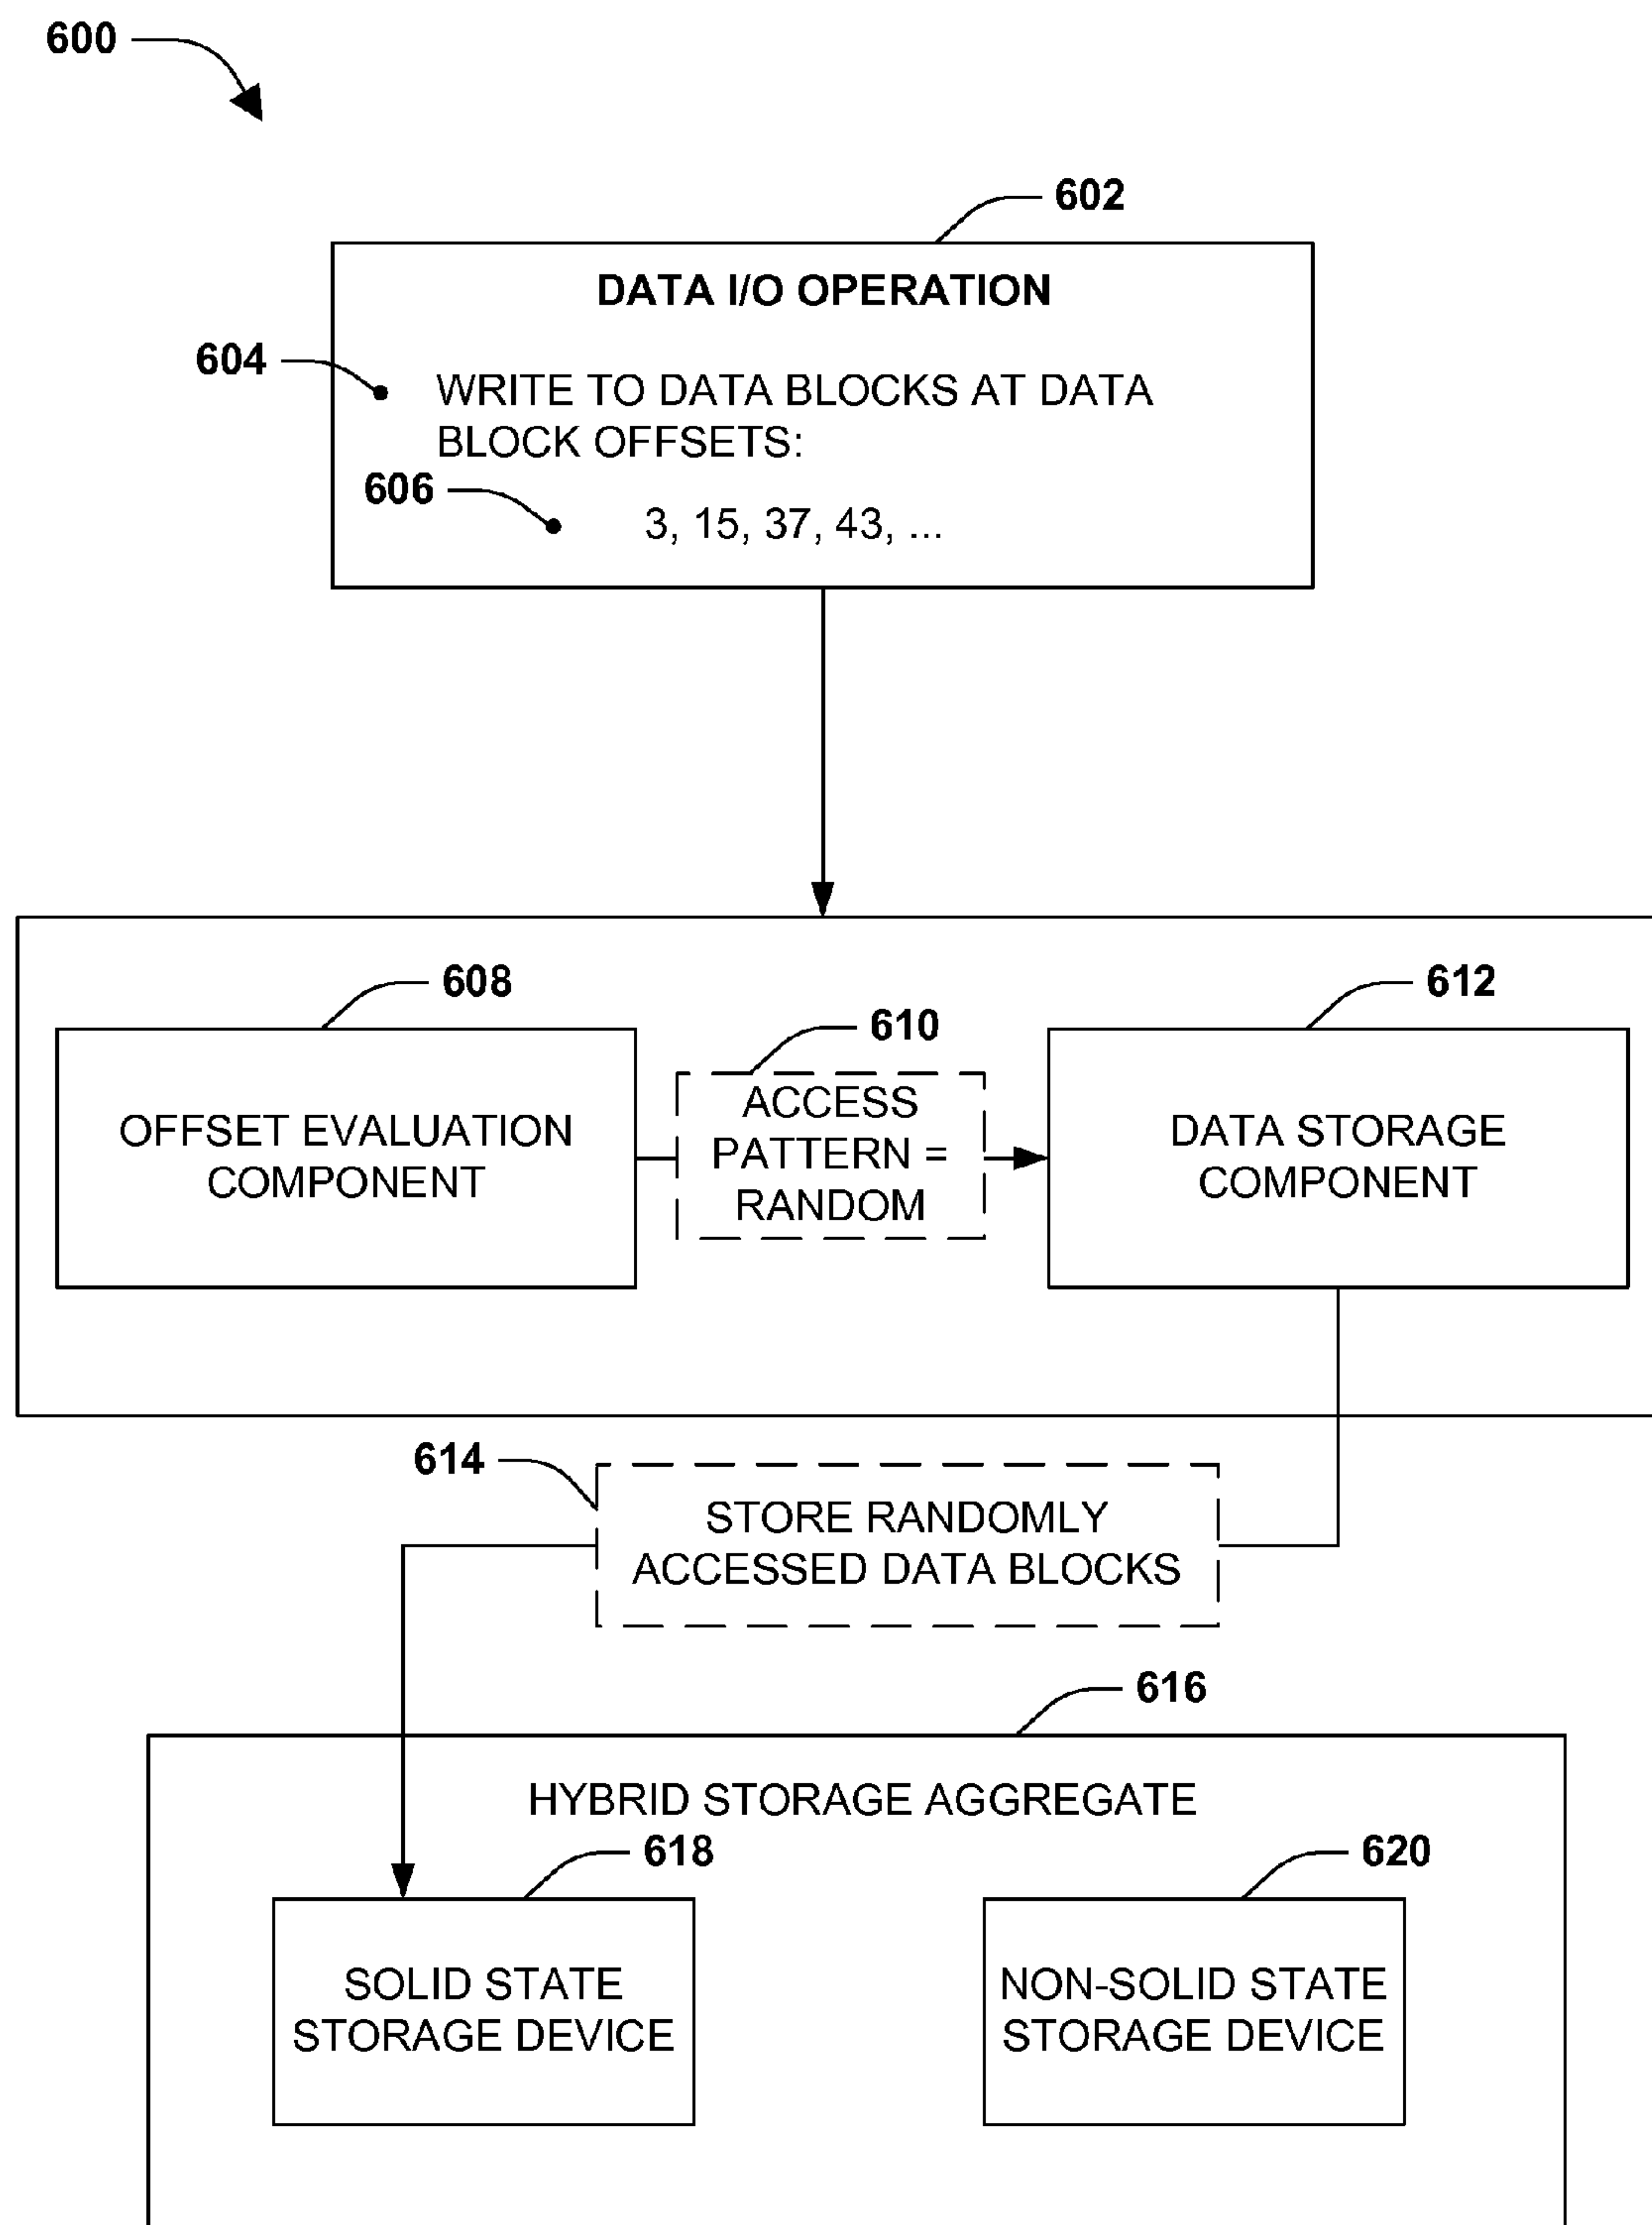 600
602
DATA I/O OPERATION
604
WRITE TO DATA BLOCKS AT DATA
BLOCK OFFSETS:
606
3, 15, 37, 43, ...
608
612
610
OFFSET EVALUATION
COMPONENT
ACCESS
PATTERN =
RANDOM
DATA STORAGE
COMPONENT
614
STORE RANDOMLY
ACCESSED DATA BLOCKS
616
HYBRID STORAGE AGGREGATE
618
620
SOLID STATE
STORAGE DEVICE
NON-SOLID STATE
STORAGE DEVICE